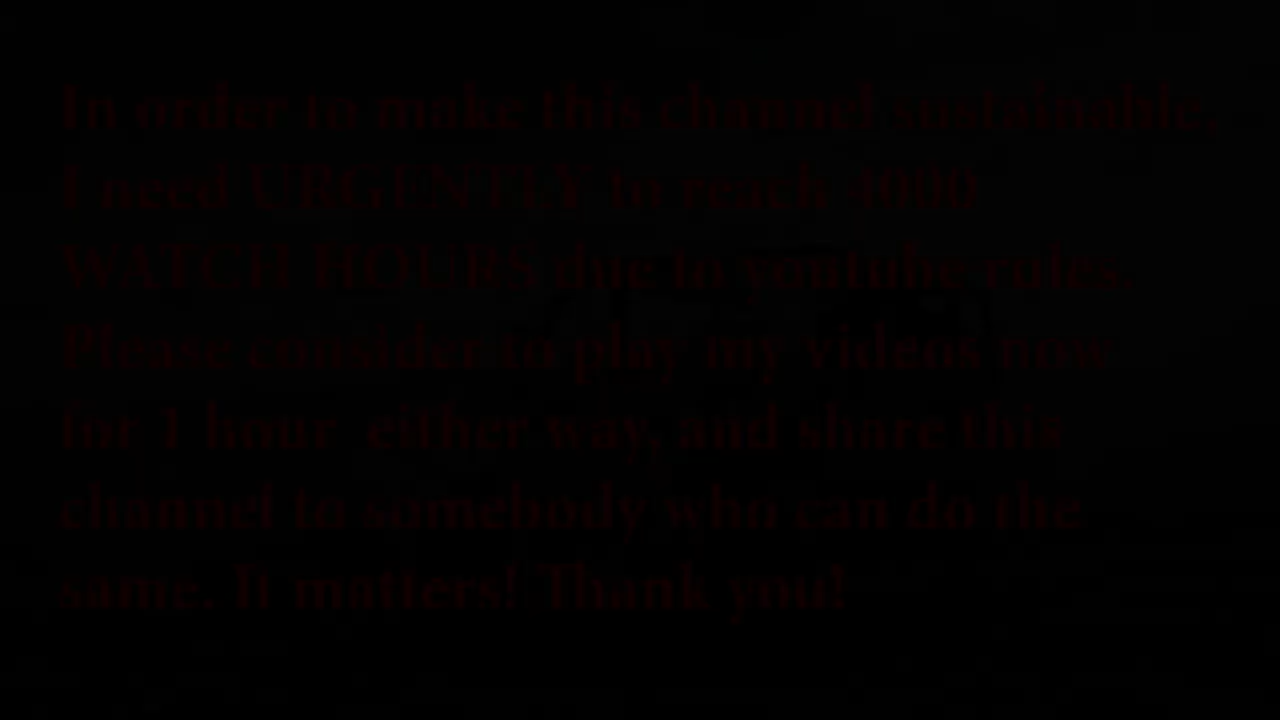 In order to make this channel sustainable,
I need URGENTLY to reach 4000
WATCH HOURS due to youtube rules.
Please consider to play my videos now
for 1 hour either way, and share this
channel to somebody who can do the
same. It matters! Thank you!